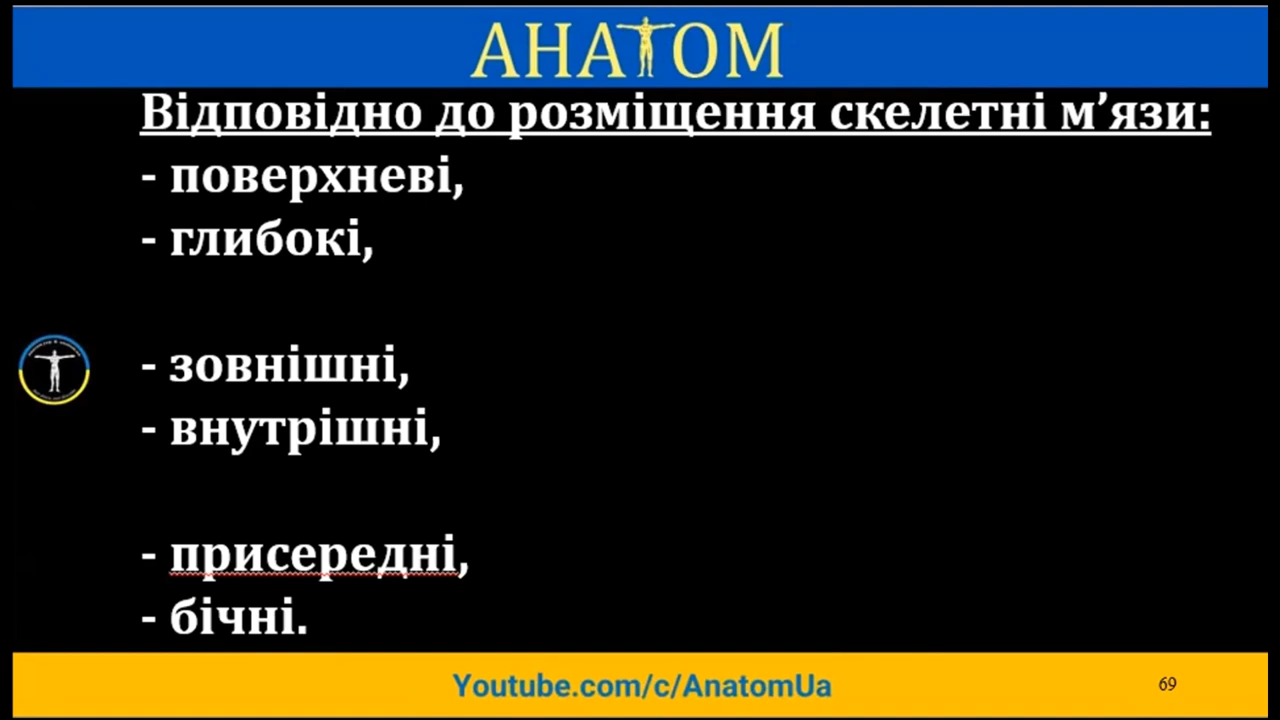 АНАТОМ
Відповідно до розміщення скелетні м’язи:
- поверхневі,
- глибокі,
- зовнішні,
- внутрішні,
- присередні,
- бічні.
Youtube.com/c/AnatomUa
69